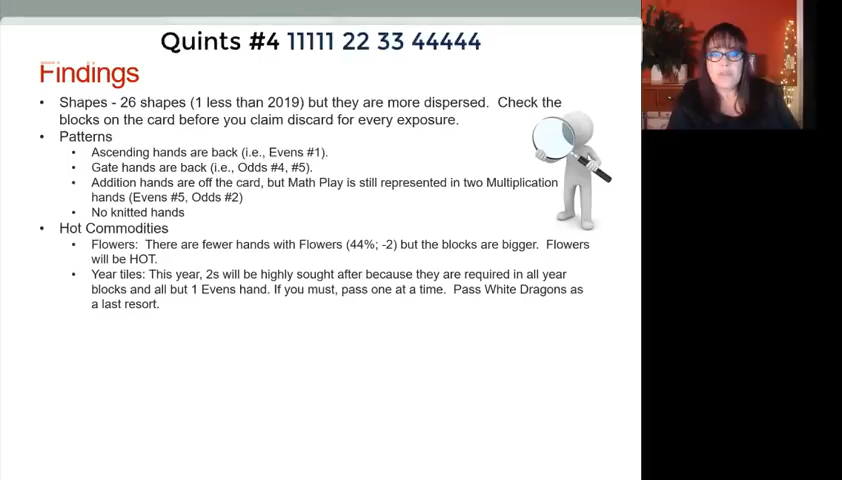 Quints #4 11111 22 33 44444
Findings
• Shapes - 26 shapes (1 less than 2019) but they are more dispersed. Check the
blocks on the card before you claim discard for every exposure.
• Patterns
• Ascending hands are back (i.e., Evens #1).
• Gate hands are back (i.e., Odds #4, #5).
• Addition hands are off the card, but Math Play is still represented in two Multiplication
hands (Evens #5, Odds #2)
• No knitted hands
• Hot Commodities
• Flowers: There are fewer hands with Flowers (44%; -2) but the blocks are bigger. Flowers
will be HOT.
• Year tiles: This year, 2s will be highly sought after because they are required in all year
blocks and all but 1 Evens hand. If you must, pass one at a time. Pass White Dragons as
a last resort.